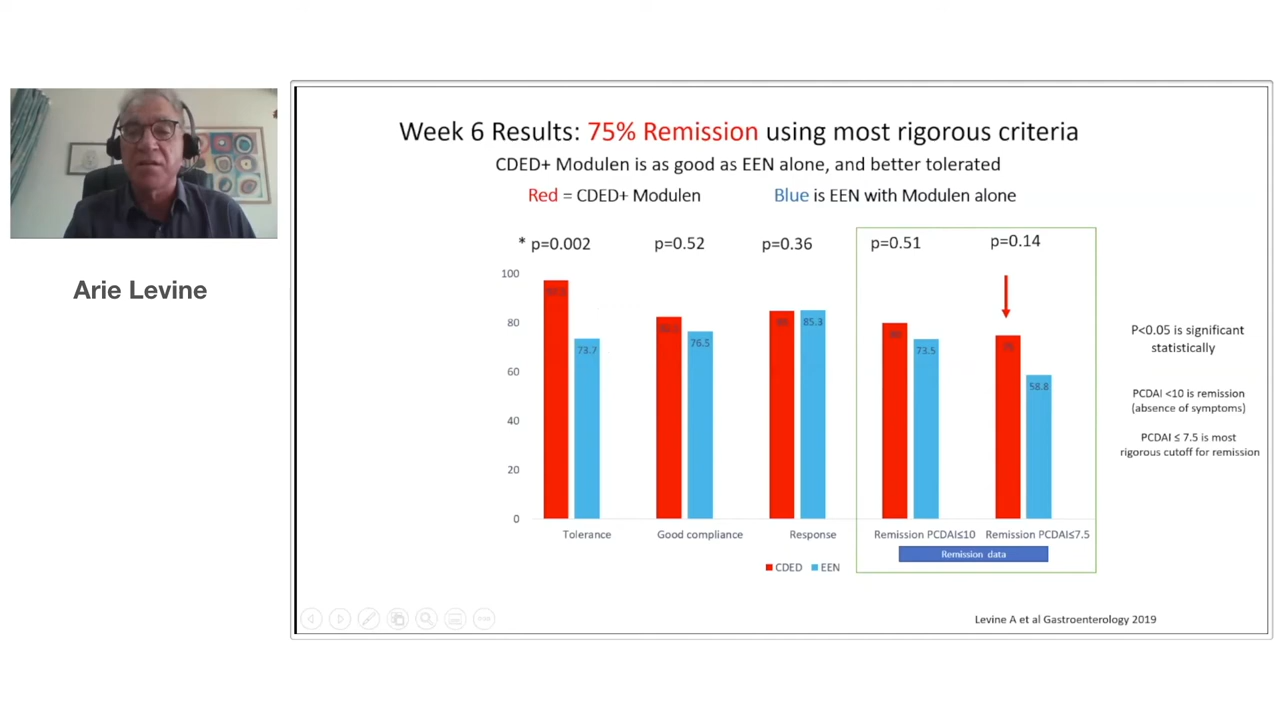 Arie Levine
Week 6 Results: 75% Remission using most rigorous criteria
CDED+ Modulen is as good as EEN alone, and better tolerated
Red = CDED+ Modulen
Blue is EEN with Modulen alone
* p=0.002
p=0.52
p=0.36
p=0.51
p=0.14
100
80
60
40
20
0
73.7
76.5
85.3
73.5
58.8
Tolerance
Good compliance
Response
Remission PCDAI≤10
Remission PCDAI≤7.5
Remission data
CDED
EEN
P<0.05 is significant
statistically
PCDAI <10 is remission
(absence of symptoms)
PCDAI ≤ 7.5 is most
rigorous cutoff for remission
Levine A et al Gastroenterology 2019